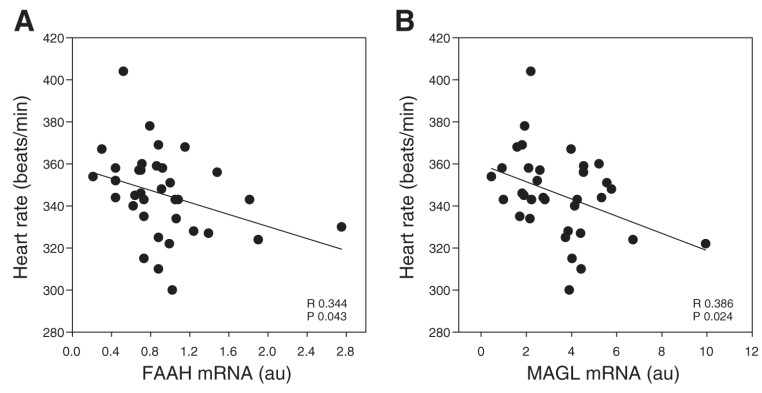 A
B
420
400
380
360
340
320
300
280
Heart rate (beats/min)
R 0.344
P 0.043
0.0 0.4 0.8 1.2 1.6 2.0 2.4 2.8
FAAH mRNA (au)
420
400
380
360
340
320
300
280
Heart rate (beats/min)
R 0.386
P 0.024
0 2 4 6 8 10 12
MAGL mRNA (au)